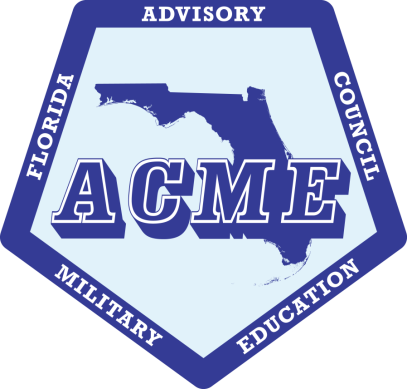 FLORIDA
ADVISORY
COUNCIL
MILITARY
EDUCATION
ACME